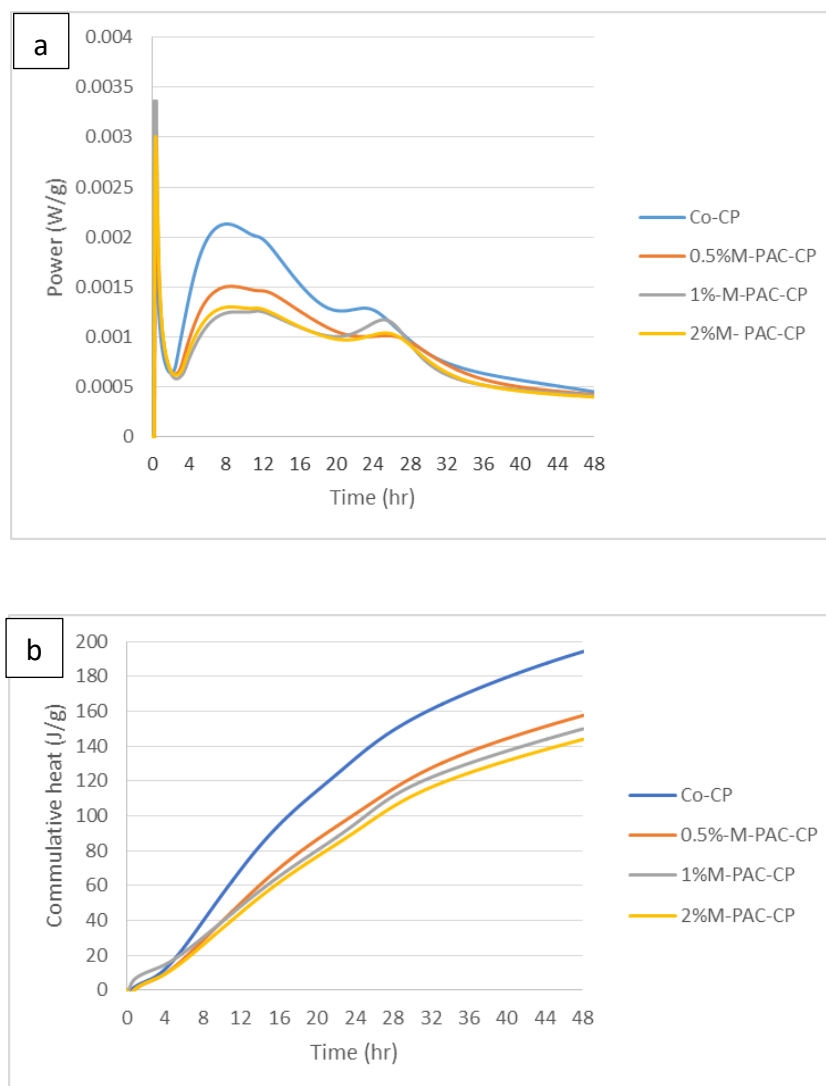 a
0.004
0.0035
0.003
0.0025
0.002
0.0015
0.001
0.0005
0
Power (W/g)
0 4 8 12 16 20 24 28 32 36 40 44 48
Time (hr)
Co-CP
0.5%M-PAC-CP
1%-M-PAC-CP
2%M- PAC-CP
b
200
180
160
140
120
100
80
60
40
20
0
Commulative heat (J/g)
0 4 8 12 16 20 24 28 32 36 40 44 48
Time (hr)
Co-CP
0.5%-M-PAC-CP
1%M-PAC-CP
2%M-PAC-CP